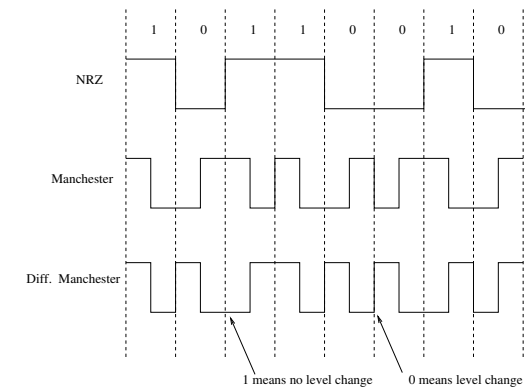 1 0 1 1 0 0 1 0
NRZ
Manchester
Diff. Manchester
1 means no level change
0 means level change